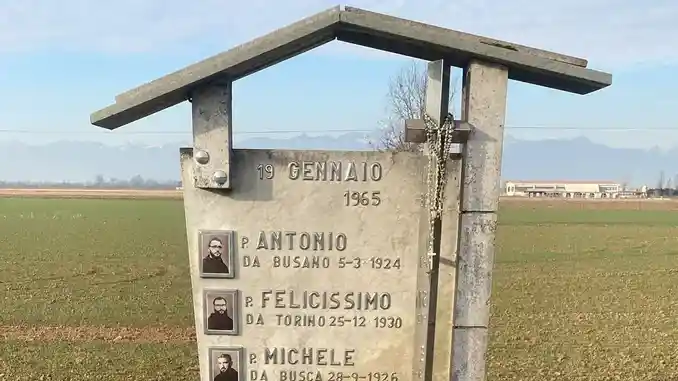 19 GENNAIO
1965
P. ANTONIO
DA BUSANO 5-3 1924
P. FELICISSIMO
DA TORINO 25-12 1930
P. MICHELE
DA BUSCA 28-9-1926